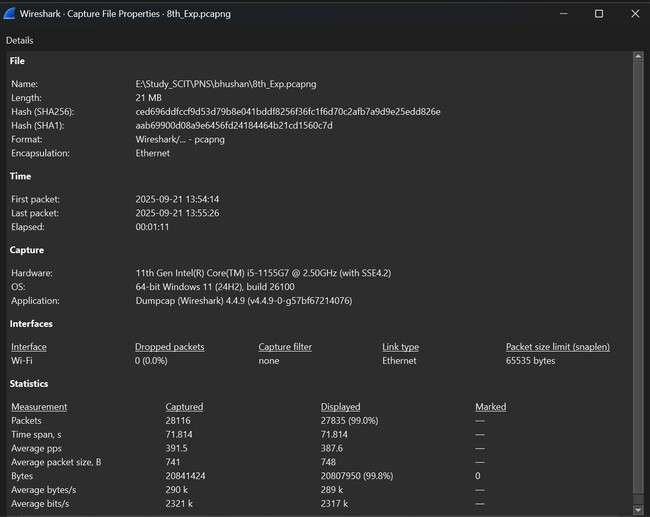 Wireshark · Capture File Properties · 8th_Exp.pcapng
Details
File
Name: E:\Study_SCIT\PNS\bhushan\8th_Exp.pcapng
Length: 21 MB
Hash (SHA256): ced696ddfccf9d53d79b8e041bddf8256f36fc1f6d70c2afb7a9d9e25edd826e
Hash (SHA1): aab69900d08a9e6456fd24184464b21cd1560c7d
Format: Wireshark/... - pcapng
Encapsulation: Ethernet
Time
First packet: 2025-09-21 13:54:14
Last packet: 2025-09-21 13:55:26
Elapsed: 00:01:11
Capture
Hardware: 11th Gen Intel(R) Core(TM) i5-1155G7 @ 2.50GHz (with SSE4.2)
OS: 64-bit Windows 11 (24H2), build 26100
Application: Dumpcap (Wireshark) 4.4.9 (v4.4.9-0-g57bf67214076)
Interfaces
Interface Dropped packets Capture filter Link type Packet size limit (snaplen)
Wi-Fi 0 (0.0%) none Ethernet 65535 bytes
Statistics
Measurement Captured Displayed Marked
Packets 28116 27835 (99.0%) —
Time span, s 71.814 71.814 —
Average pps 391.5 387.6 —
Average packet size, B 741 748 —
Bytes 20841424 20807950 (99.8%) 0
Average bytes/s 290 k 289 k —
Average bits/s 2321 k 2317 k —